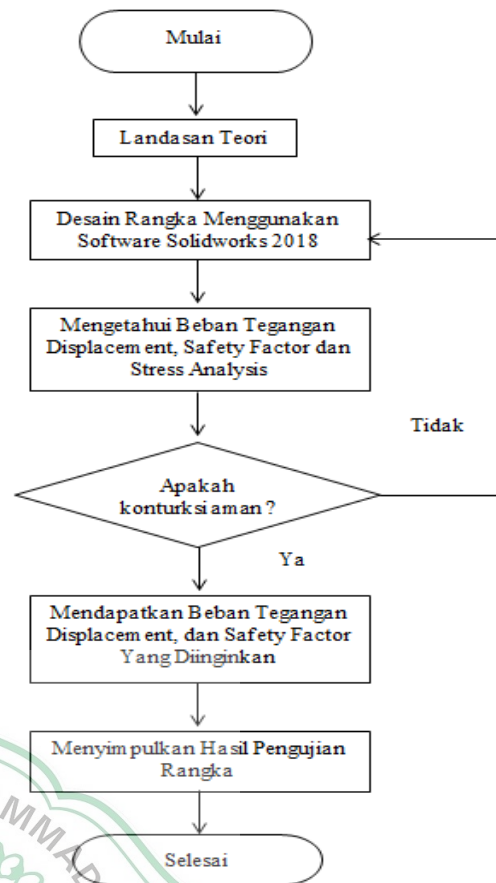 Mulai
Landasan Teori
Desain Rangka Menggunakan
Software Solidworks 2018
Mengetahui Beban Tegangan
Displacement, Safety Factor dan
Stress Analysis
Tidak
Apakah
konturksi aman ?
Ya
Mendapatkan Beban Tegangan
Displacement, dan Safety Factor
Yang Diinginkan
Menyimpulkan Hasil Pengujian
Rangka
Selesai